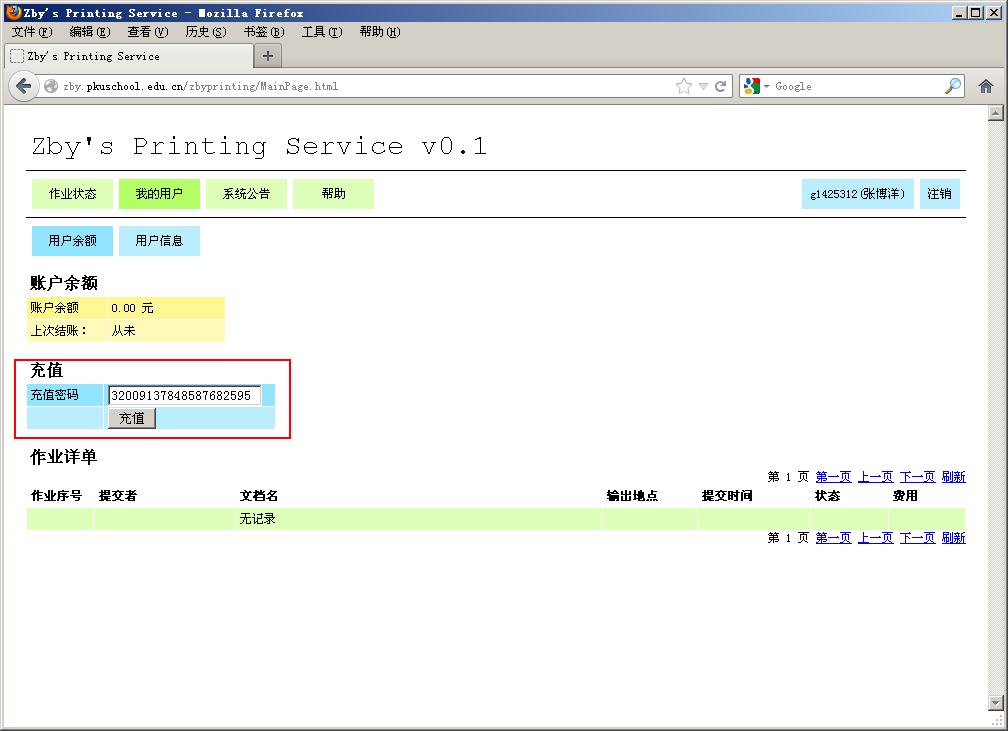 Zby's Printing Service - Mozilla Firefox
文件(F) 编辑(E) 查看(V) 历史(S) 书签(B) 工具(T) 帮助(H)
Zby's Printing Service +
zby.pkuschool.edu.cn/zbyprinting/MainPage.html Google
Zby's Printing Service v0.1
作业状态 我的用户 系统公告 帮助 g1425312(张博洋) 注销
用户余额 用户信息
账户余额
账户余额 0.00 元
上次结账： 从未
充值
充值密码 32009137848587682595
充值
作业详单
第 1 页 第一页 上一页 下一页 刷新
作业序号 提交者 文档名 输出地点 提交时间 状态 费用
无记录
第 1 页 第一页 上一页 下一页 刷新